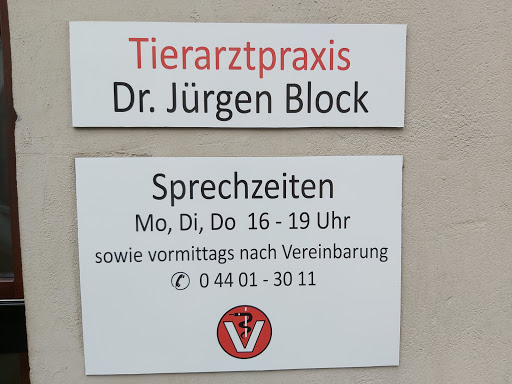 Tierarztpraxis
Dr. Jürgen Block
Sprechzeiten
Mo, Di, Do 16 - 19 Uhr
sowie vormittags nach Vereinbarung
✆ 0 44 01 - 30 11
V